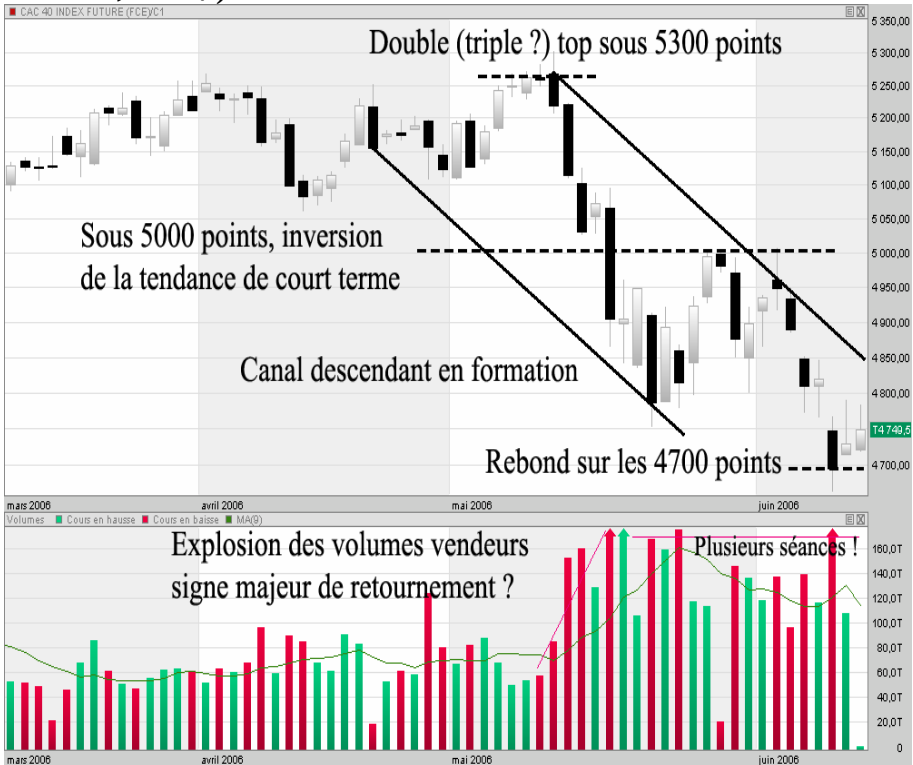 CAC 40 INDEX FUTURE (FCE)/C1
5 350,00
Double (triple ?) top sous 5300 points
5 300,00
5 250,00
5 200,00
5 150,00
5 100,00
5 050,00
Sous 5000 points, inversion
de la tendance de court terme
5 000,00
4 950,00
4 900,00
4 850,00
Canal descendant en formation
4 800,00
T4 749,5
Rebond sur les 4700 points
4 700,00
mars 2006 avril 2006 mai 2006 juin 2006
Volumes Cours en hausse Cours en baisse MA(9)
Explosion des volumes vendeurs
signe majeur de retournement ?
Plusieurs séances !
160,0T
140,0T
120,0T
100,0T
80,0T
60,0T
40,0T
20,0T
0
mars 2006 avril 2006 mai 2006 juin 2006